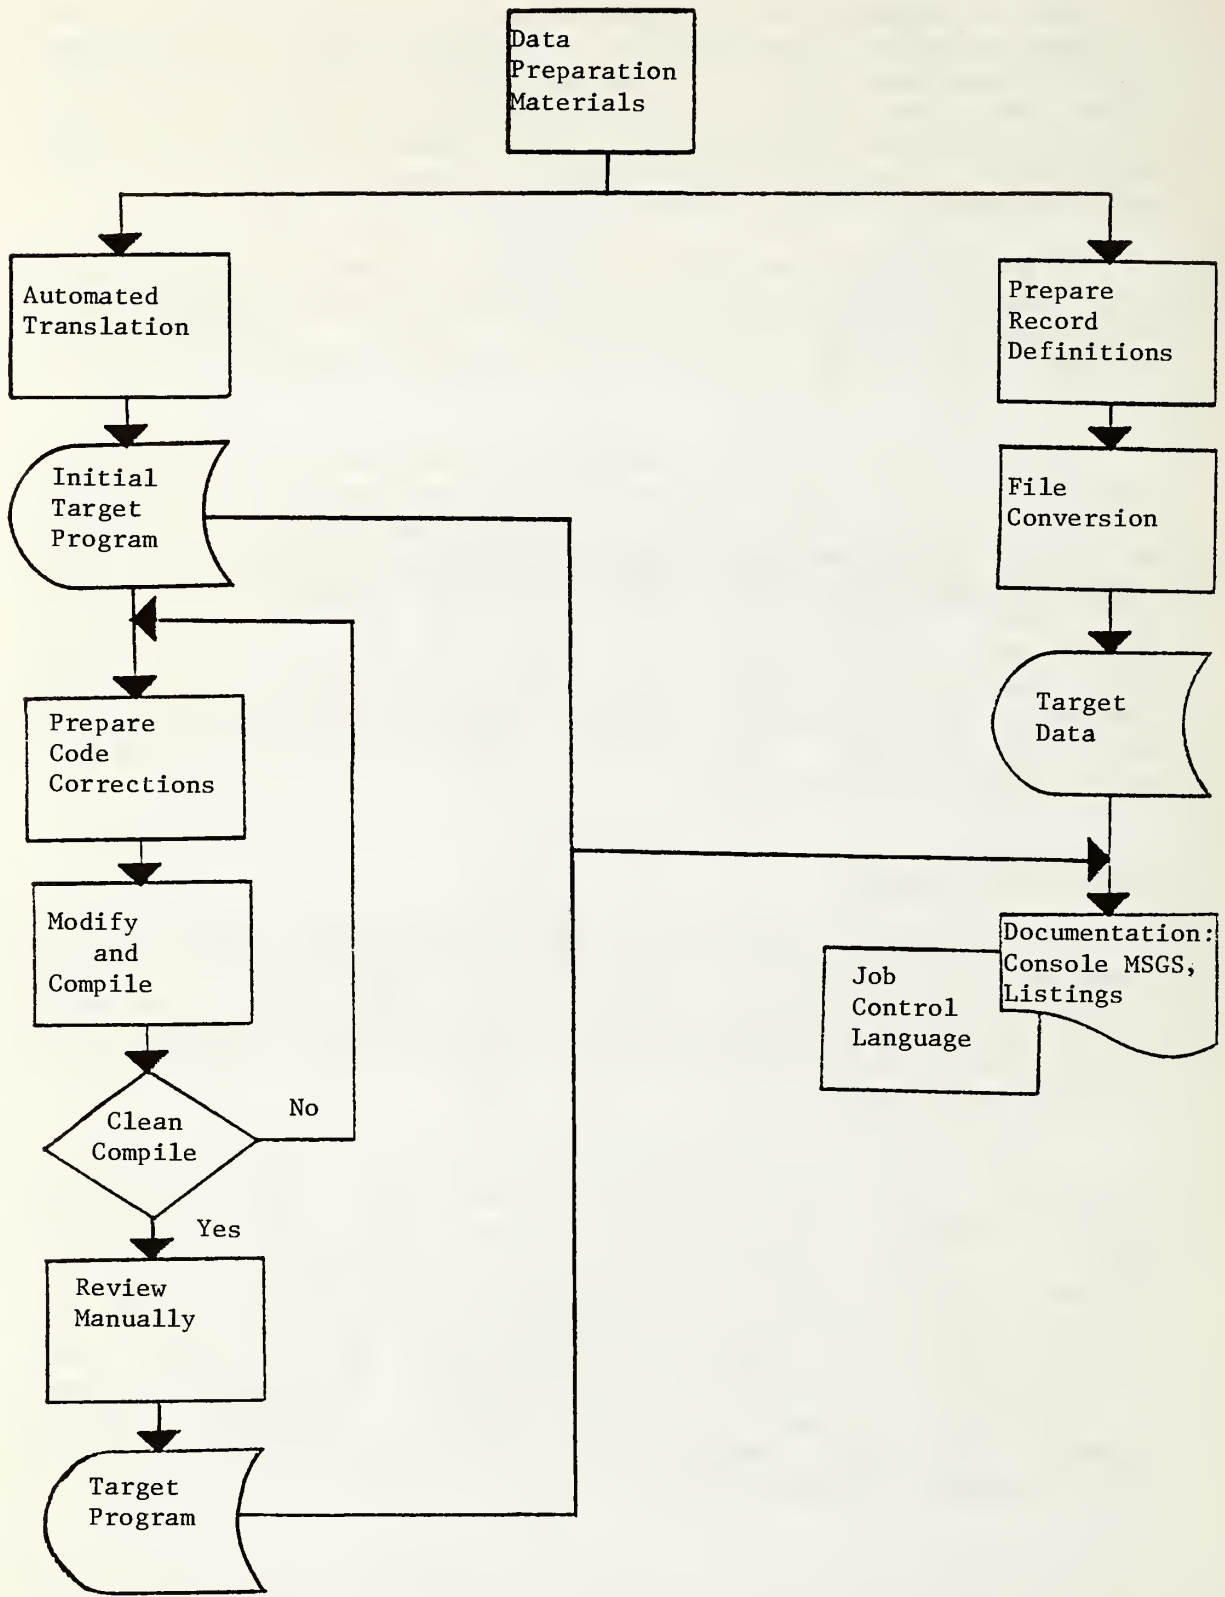 Data
Preparation
Materials
Automated
Translation
Prepare
Record
Definitions
Initial
Target
Program
File
Conversion
Prepare
Code
Corrections
Target
Data
Modify
and
Compile
Documentation:
Console MSGS,
Listings
Job
Control
Language
Clean
Compile
No
Yes
Review
Manually
Target
Program